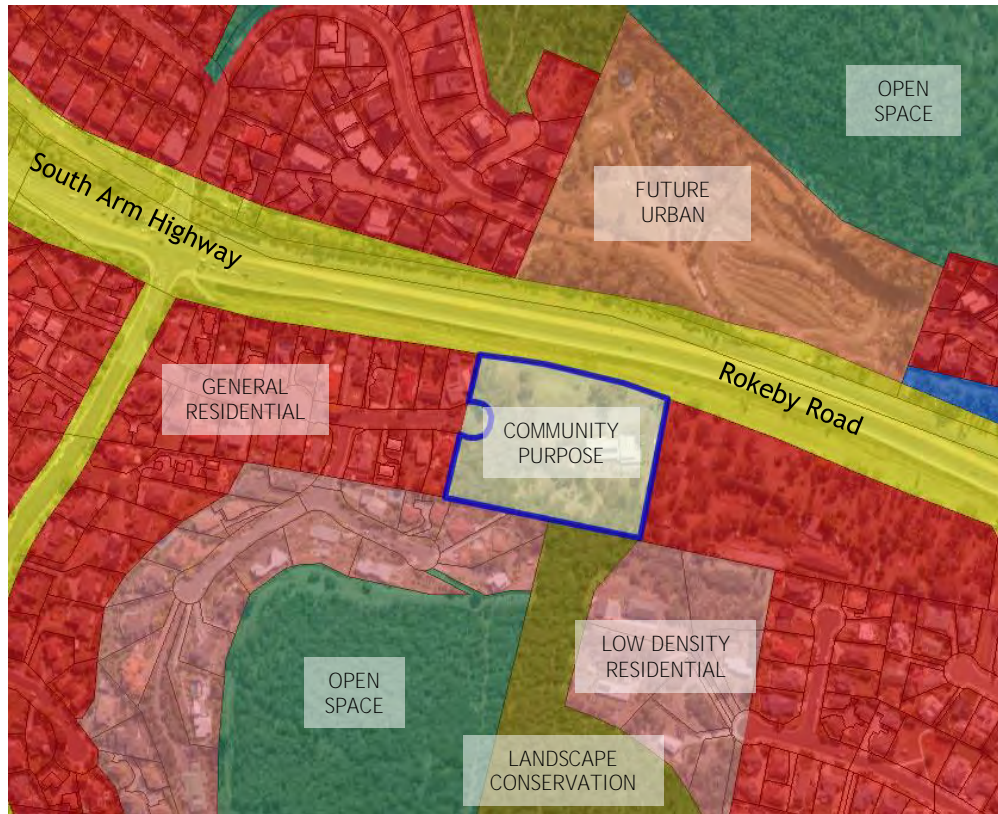 OPEN
SPACE
South Arm Highway
FUTURE
URBAN
GENERAL
RESIDENTIAL
Rokeby Road
COMMUNITY
PURPOSE
LOW DENSITY
RESIDENTIAL
OPEN
SPACE
LANDSCAPE
CONSERVATION